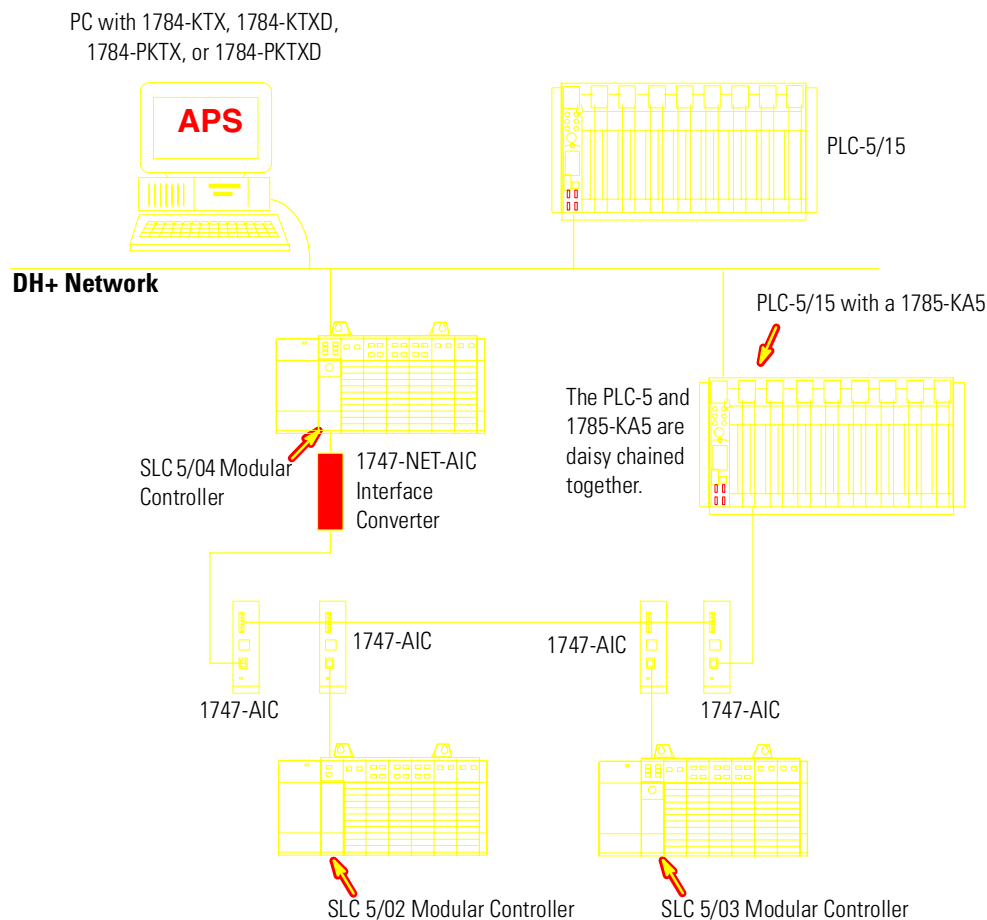 PC with 1784-KTX, 1784-KTXD,
1784-PKTX, or 1784-PKTXD
APS
PLC-5/15
DH+ Network
PLC-5/15 with a 1785-KA5
The PLC-5 and
1785-KA5 are
daisy chained
together.
SLC 5/04 Modular
Controller
1747-NET-AIC
Interface
Converter
1747-AIC
1747-AIC
1747-AIC
1747-AIC
SLC 5/02 Modular Controller
SLC 5/03 Modular Controller